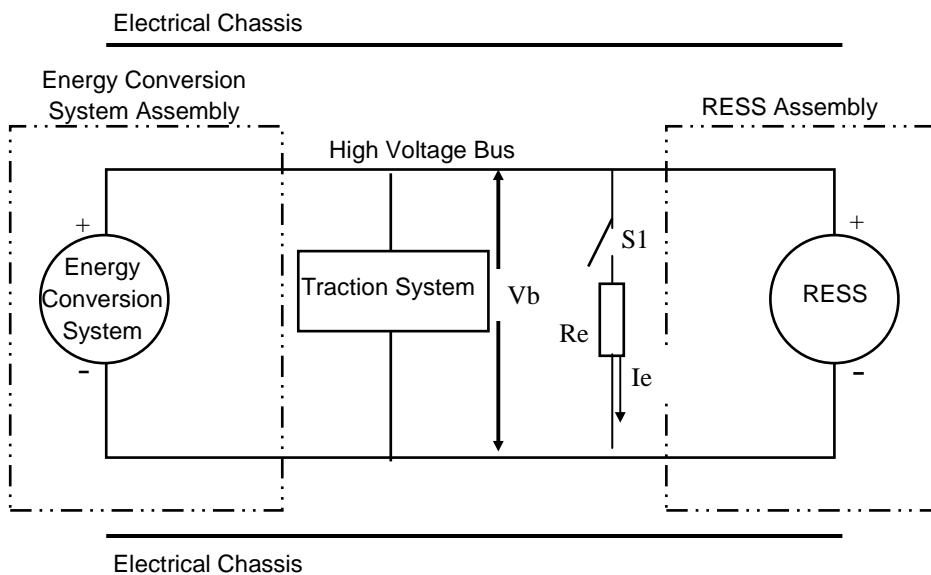 Electrical Chassis
Energy Conversion
System Assembly
RESS Assembly
High Voltage Bus
+
+
S1
Energy
Conversion
System
Traction System
Vb
RESS
Re
-
Ie
-
Electrical Chassis